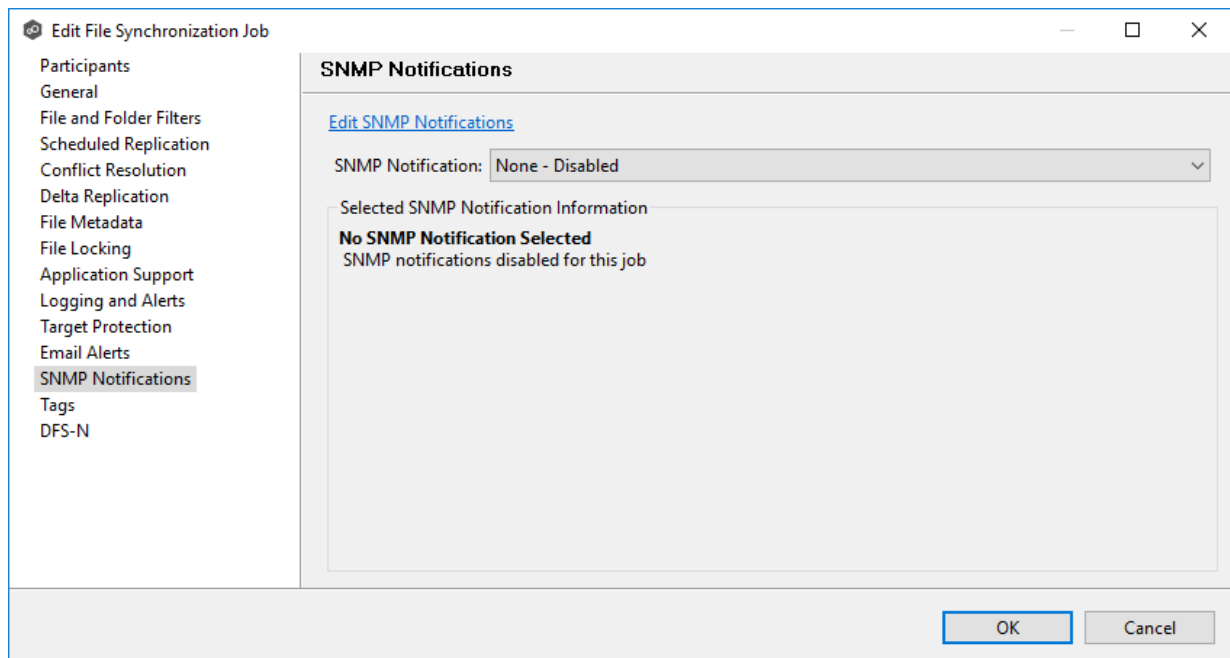 Edit File Synchronization Job
Participants
General
File and Folder Filters
Scheduled Replication
Conflict Resolution
Delta Replication
File Metadata
File Locking
Application Support
Logging and Alerts
Target Protection
Email Alerts
SNMP Notifications
Tags
DFS-N
SNMP Notifications
Edit SNMP Notifications
SNMP Notification: None - Disabled
Selected SNMP Notification Information
No SNMP Notification Selected
SNMP notifications disabled for this job
OK Cancel